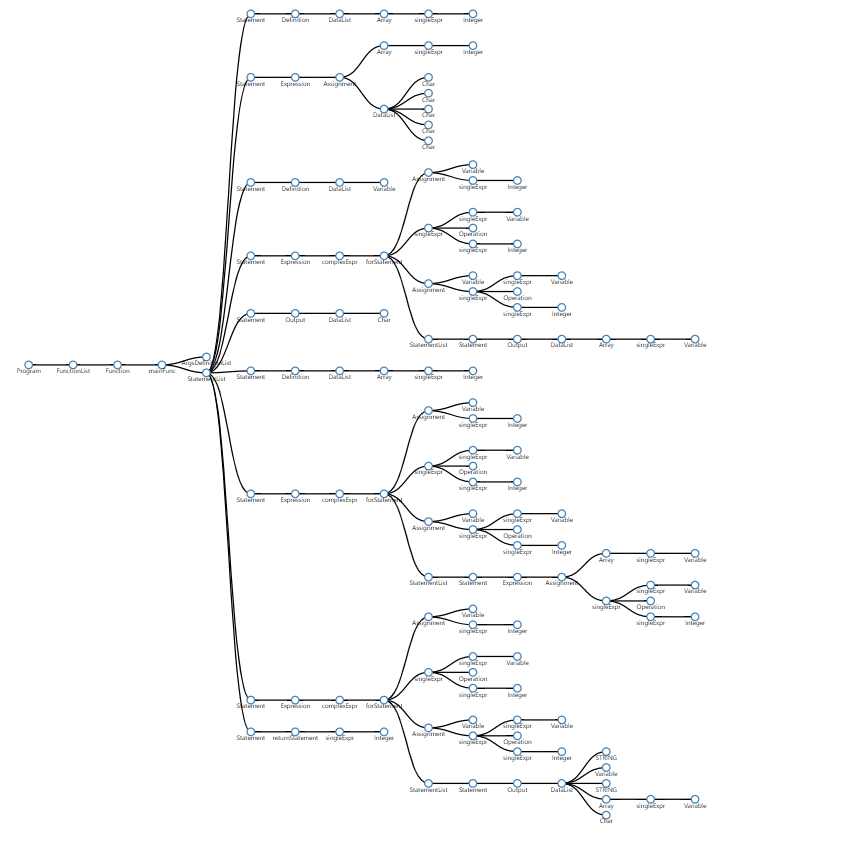 Statement Definition DataList Array singleExpr Integer
Array singleExpr Integer
Statement Expression Assignment Char
Char
DataList Char
Char
Char
Variable
Assignment
Statement Definition DataList Variable singleExpr Integer
singleExpr Variable
singleExpr Operation
singleExpr Integer
Statement Expression complexExpr forStatement
Variable singleExpr Variable
Assignment
singleExpr Operation
singleExpr Integer
Statement Output DataList Char
StatementList Statement Output DataList Array singleExpr Variable
ArgsDefinitionList
Program FunctionList Function mainFunc
StatementList Statement Definition DataList Array singleExpr Integer
Variable
Assignment
singleExpr Integer
singleExpr Variable
singleExpr Operation
singleExpr Integer
Statement Expression complexExpr forStatement
Variable singleExpr Variable
Assignment
singleExpr Operation
singleExpr Integer
Array singleExpr Variable
StatementList Statement Expression Assignment
singleExpr Variable
singleExpr Operation
singleExpr Integer
Variable
Assignment
singleExpr Integer
singleExpr Variable
singleExpr Operation
singleExpr Integer
Statement Expression complexExpr forStatement
Variable singleExpr Variable
Assignment
Statement returnStatement singleExpr Integer singleExpr Operation
singleExpr Integer STRING
Variable
StatementList Statement Output DataList STRING
Array singleExpr Variable
Char